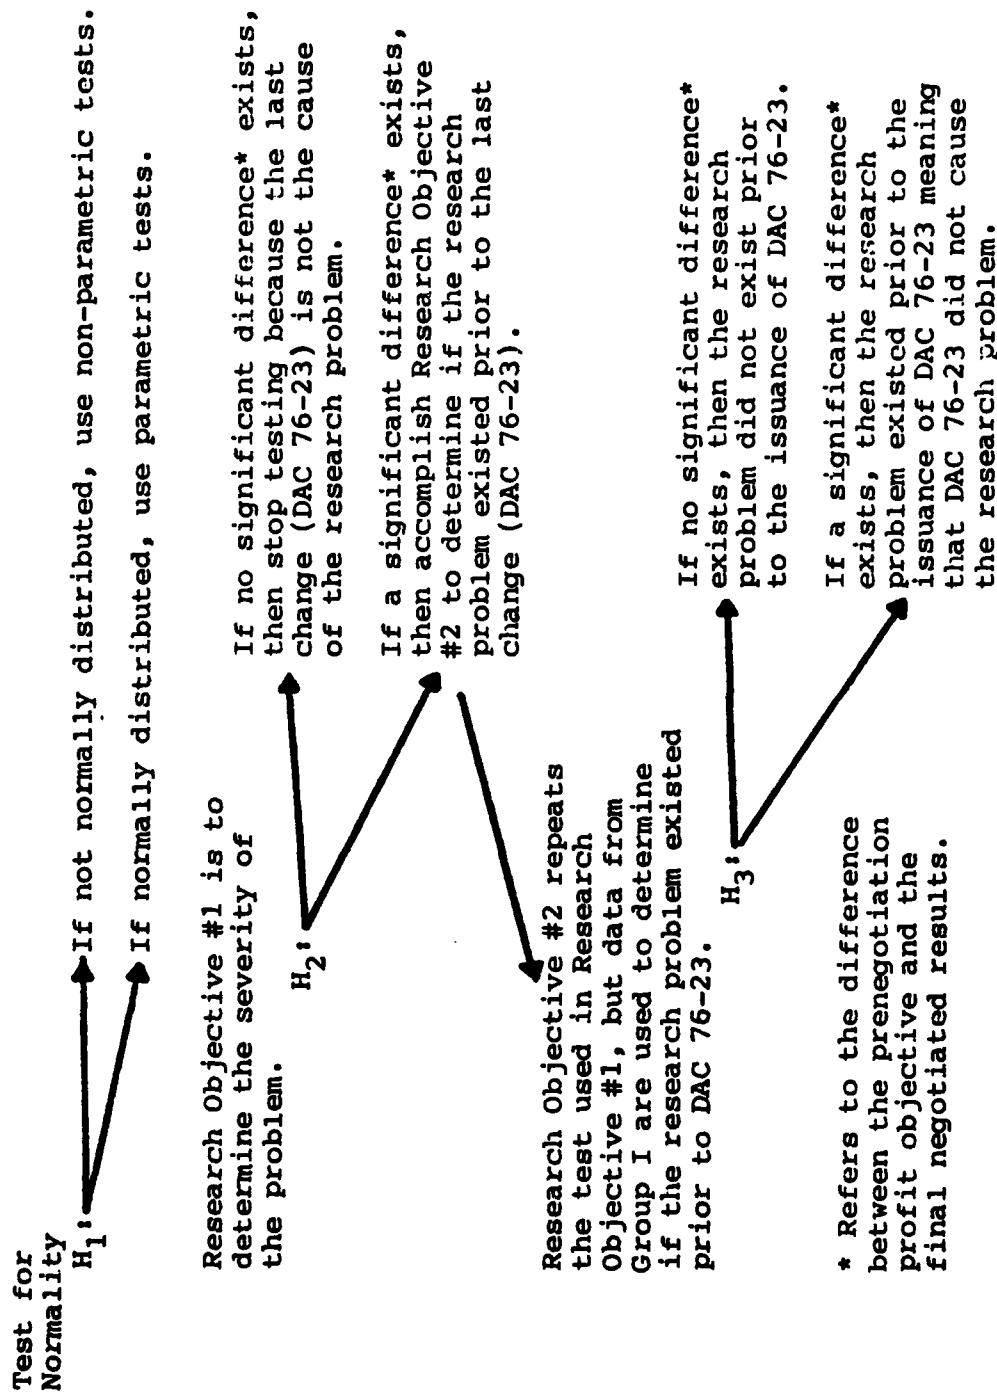 Test for
Normality
H1:
If not normally distributed, use non-parametric tests.
If normally distributed, use parametric tests.
Research Objective #1 is to
determine the severity of
the problem.
H2:
If no significant difference* exists,
then stop testing because the last
change (DAC 76-23) is not the cause
of the research problem.
If a significant difference* exists,
then accomplish Research Objective
#2 to determine if the research
problem existed prior to the last
change (DAC 76-23).
Research Objective #2 repeats
the test used in Research
Objective #1, but data from
Group I are used to determine
if the research problem existed
prior to DAC 76-23.
H3:
If no significant difference*
exists, then the research
problem did not exist prior
to the issuance of DAC 76-23.
If a significant difference*
exists, then the research
problem existed prior to the
issuance of DAC 76-23 meaning
that DAC 76-23 did not cause
the research problem.
* Refers to the difference
between the prenegotiation
profit objective and the
final negotiated results.